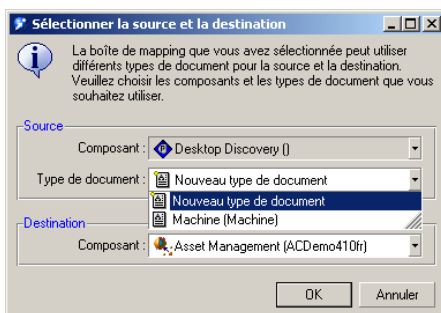 Sélectionner la source et la destination
La boîte de mapping que vous avez sélectionnée peut utiliser
différents types de document pour la source et la destination.
Veuillez choisir les composants et les types de document que vous
souhaitez utiliser.
Source
Composant : Desktop Discovery ()
Type de document : Nouveau type de document
Nouveau type de document
Machine (Machine)
Destination
Composant : Asset Management (ACDemo410fr)
OK Annuler